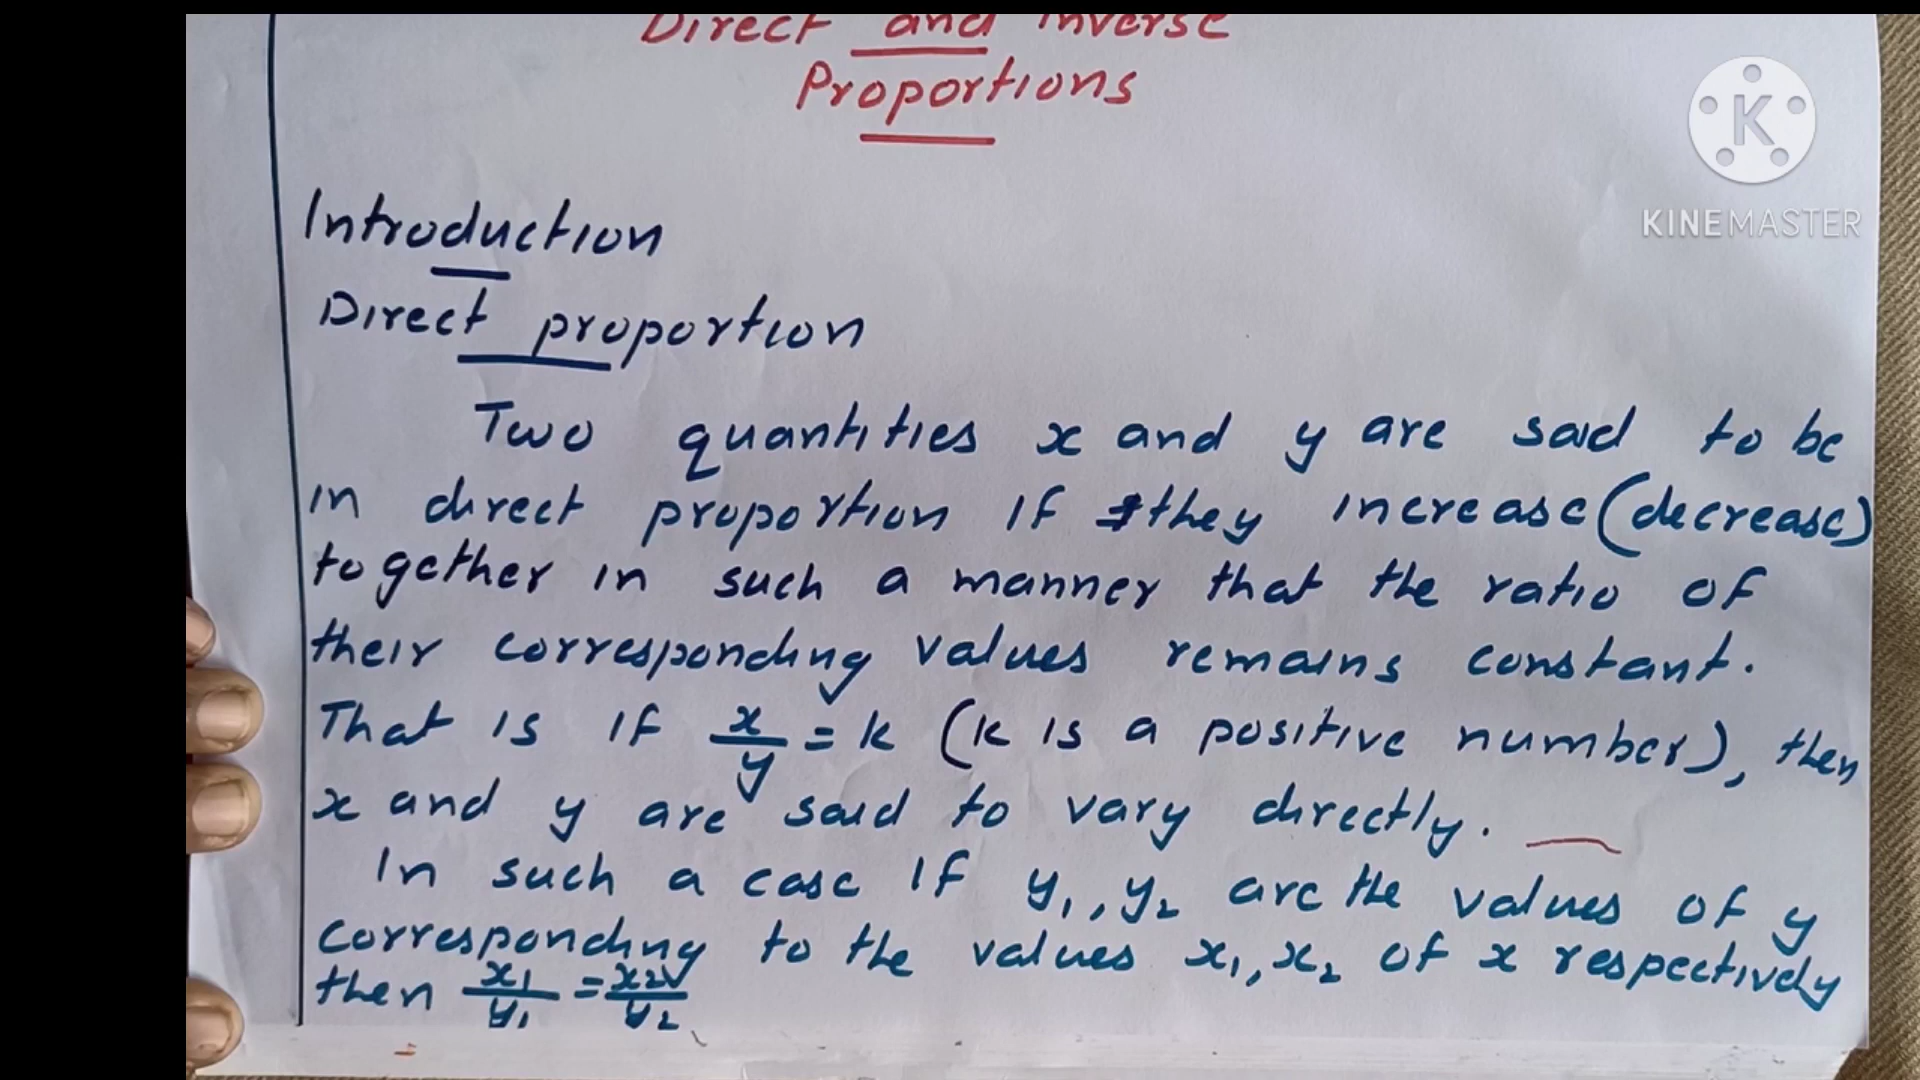 Direct and Inverse
Proportions
KINEMASTER
Introduction
Direct proportion
Two quantities x and y are said to be
in direct proportion if they increase (decrease)
together in such a manner that the ratio of
their corresponding values remains constant.
That is if x/y = k (k is a positive number), then
x and y are said to vary directly.
In such a case if y₁, y₂ are the values of y
corresponding to the values x₁, x₂ of x respectively
then x₁/y₁ = x₂/y₂